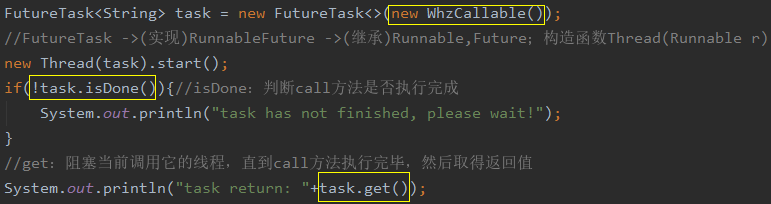 FutureTask<String> task = new FutureTask<>(new WhzCallable());
//FutureTask ->(实现)RunnableFuture ->(继承)Runnable,Future; 构造函数Thread(Runnable r)
new Thread(task).start();
if(!task.isDone()){//isDone: 判断call方法是否执行完成
System.out.println("task has not finished, please wait!");
}
//get: 阻塞当前调用它的线程，直到call方法执行完毕，然后取得返回值
System.out.println("task return: "+task.get());